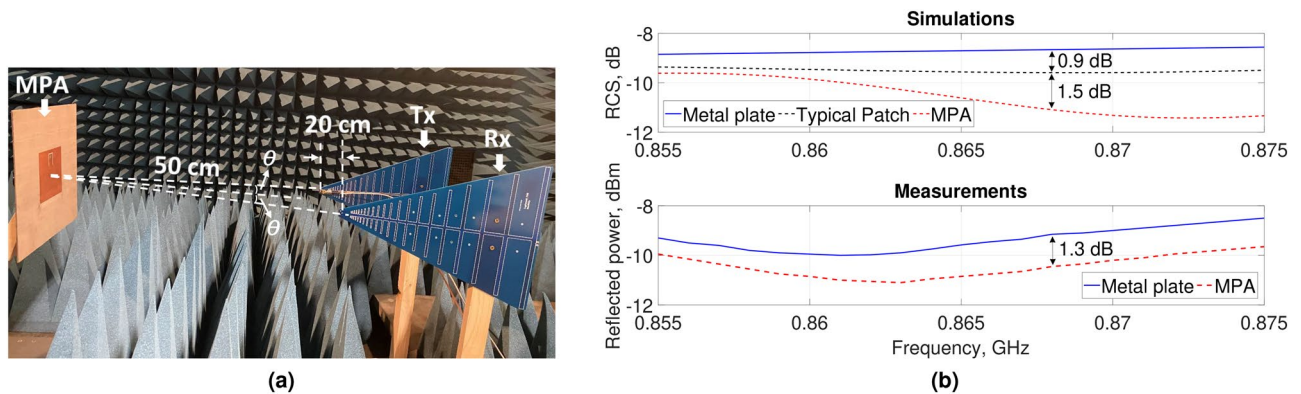 MPA
Tx
20 cm
Rx
50 cm
θ
θ
(a)
Simulations
RCS, dB
-8
-10
-12
0.9 dB
1.5 dB
Metal plate Typical Patch MPA
0.855 0.86 0.865 0.87 0.875
Measurements
Reflected power, dBm
-8
-10
-12
1.3 dB
Metal plate MPA
0.855 0.86 0.865 0.87 0.875
Frequency, GHz
(b)